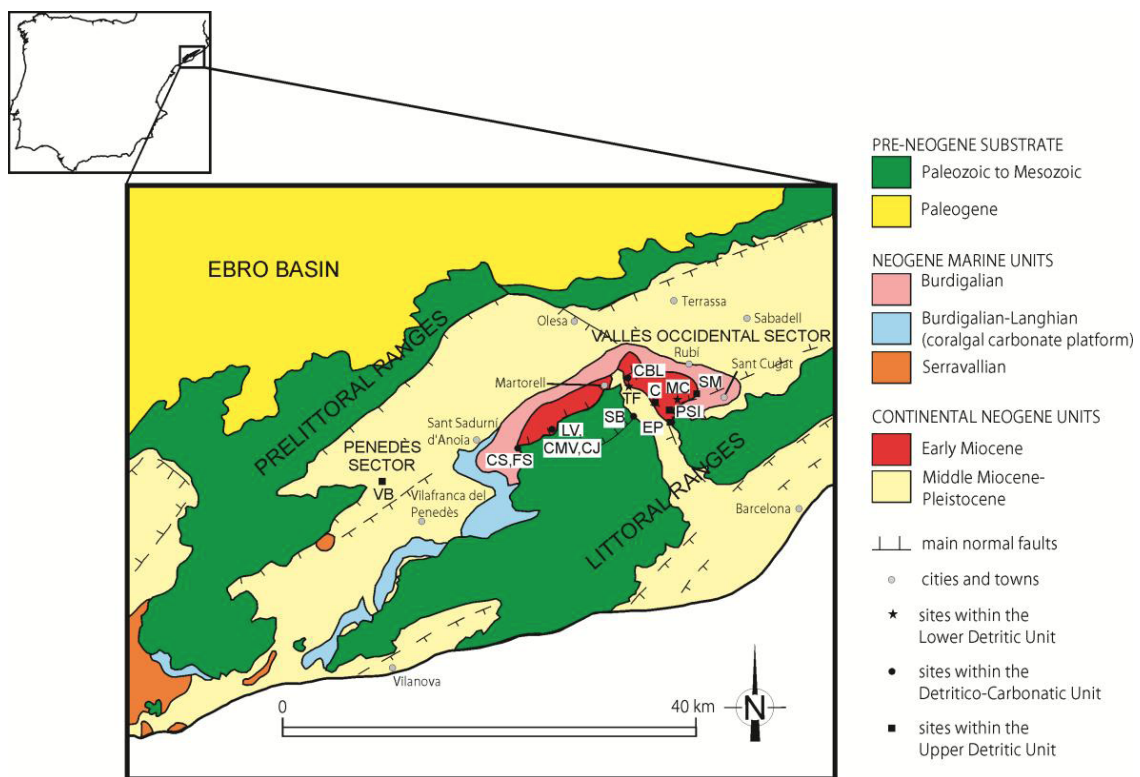 EBRO BASIN
PRELITTORAL RANGES
LITTORAL RANGES
VALLÈS OCCIDENTAL SECTOR
PENEDÈS
SECTOR
Terrassa
Sabadell
Olesa
Rubí
Sant Cugat
Martorell
CBL
C
MC
SM
TF
PSI
SB
EP
Sant Sadurní
d'Anoia
LV,
CMV,CJ
CS,FS
VB
Vilafranca del
Penedès
Barcelona
Vilanova
0
40 km
N
PRE-NEOGENE SUBSTRATE
Paleozoic to Mesozoic
Paleogene
NEOGENE MARINE UNITS
Burdigalian
Burdigalian-Langhian
(coralgal carbonate platform)
Serravallian
CONTINENTAL NEOGENE UNITS
Early Miocene
Middle Miocene-
Pleistocene
main normal faults
cities and towns
sites within the
Lower Detritic Unit
sites within the
Detritico-Carbonatic Unit
sites within the
Upper Detritic Unit